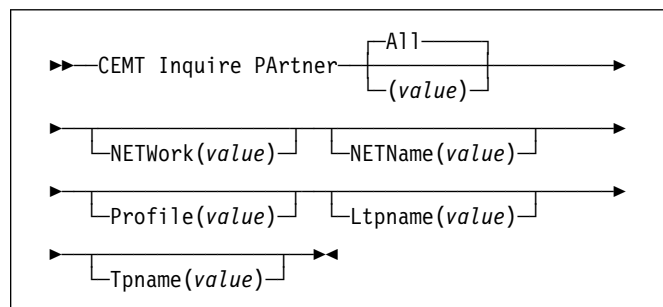 All
CEMT Inquire PArtner
(value)
NETWork(value) NETName(value)
Profile(value) Ltpname(value)
Tpname(value)